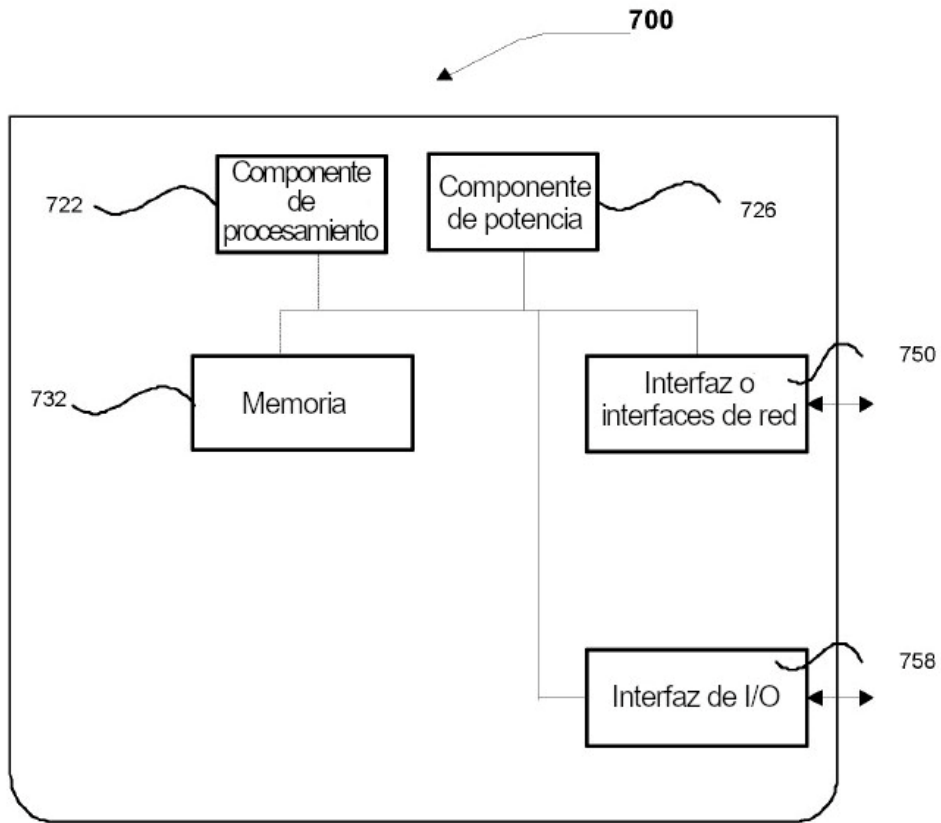 700
Componente
de
procesamiento
Componente
de potencia
722
726
750
Interfaz o
interfaces de red
732
Memoria
758
Interfaz de I/O